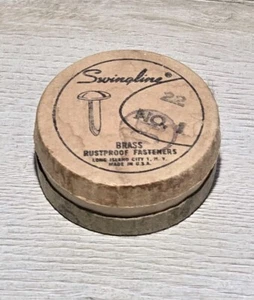 Swingline®
22
NO. 1
BRASS
RUSTPROOF FASTENERS
LONG ISLAND CITY 1, N. Y.
MADE IN U.S.A.